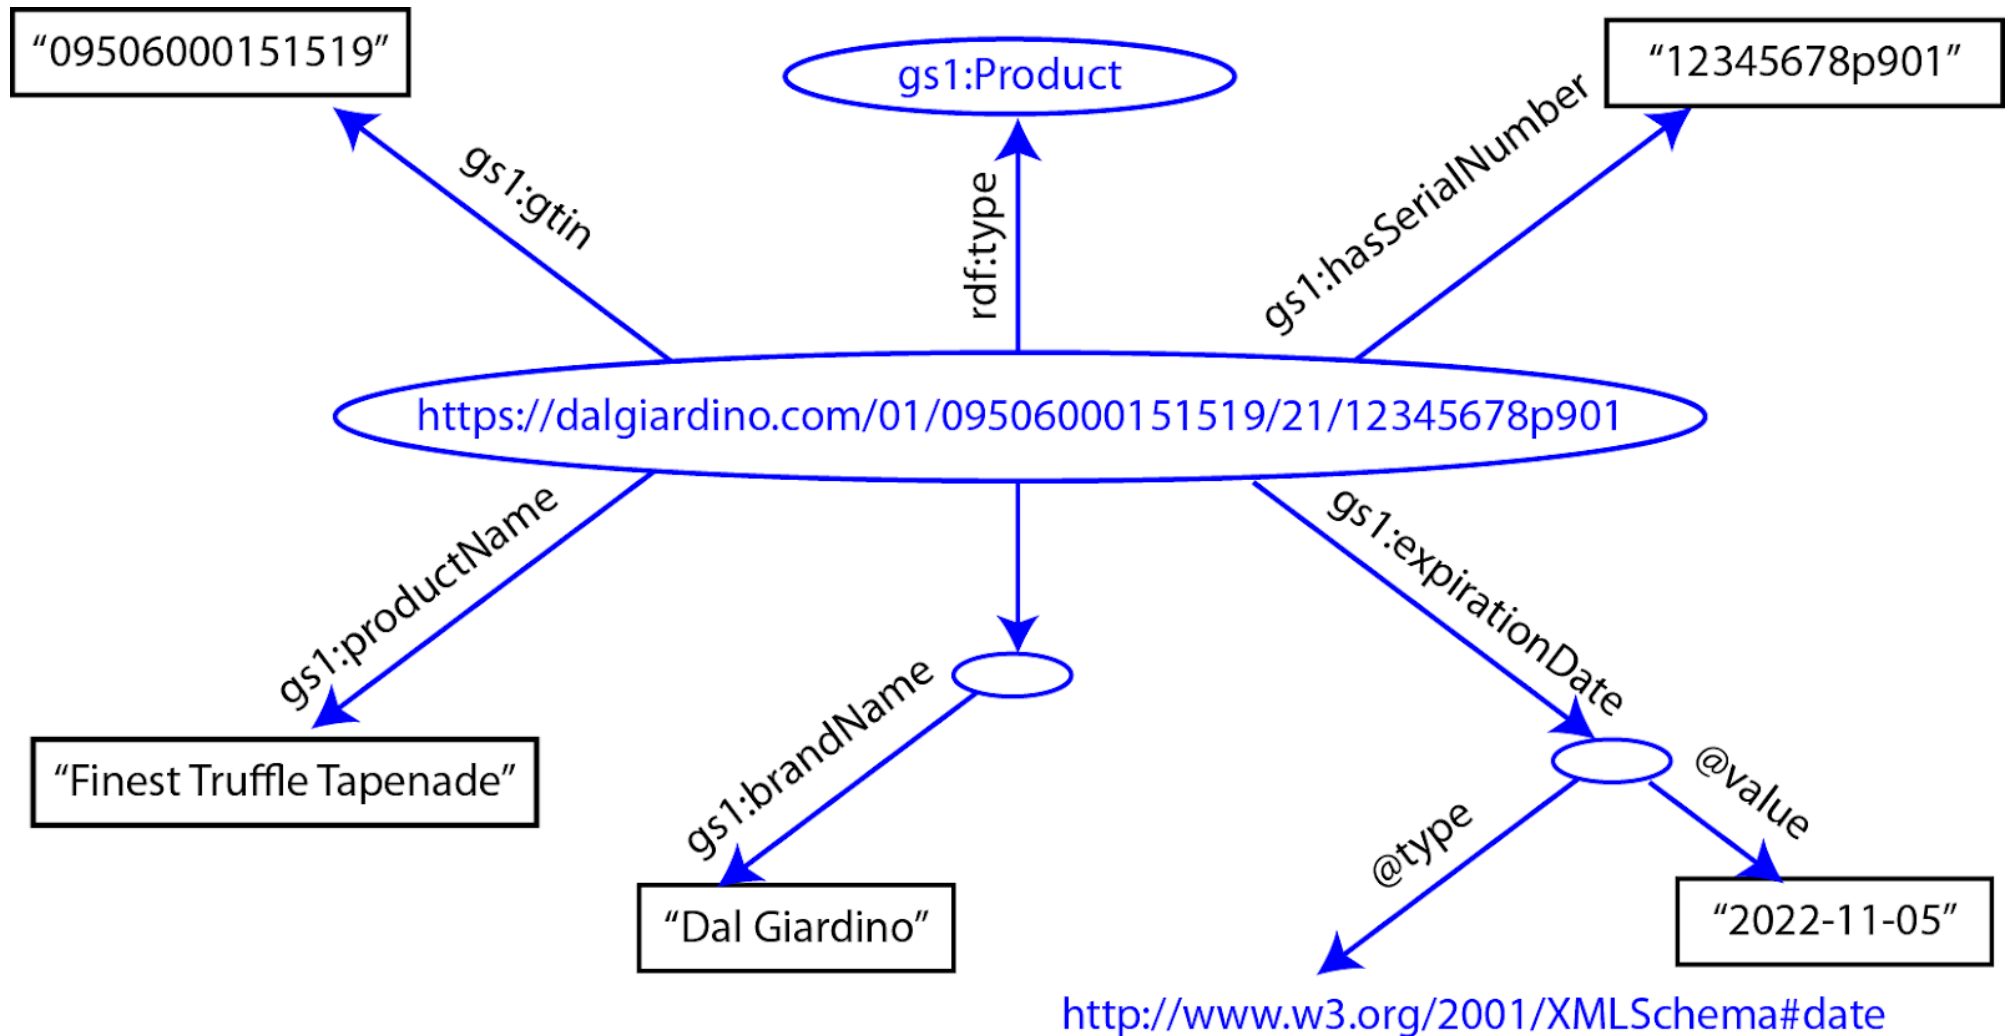 “09506000151519”
gs1:Product
“12345678p901”
gs1:gtin
rdf:type
gs1:hasSerialNumber
https://dalgiardino.com/01/09506000151519/21/12345678p901
gs1:productName
gs1:expirationDate
gs1:brandName
“Finest Truffle Tapenade”
@type
@value
“Dal Giardino”
“2022-11-05”
http://www.w3.org/2001/XMLSchema#date